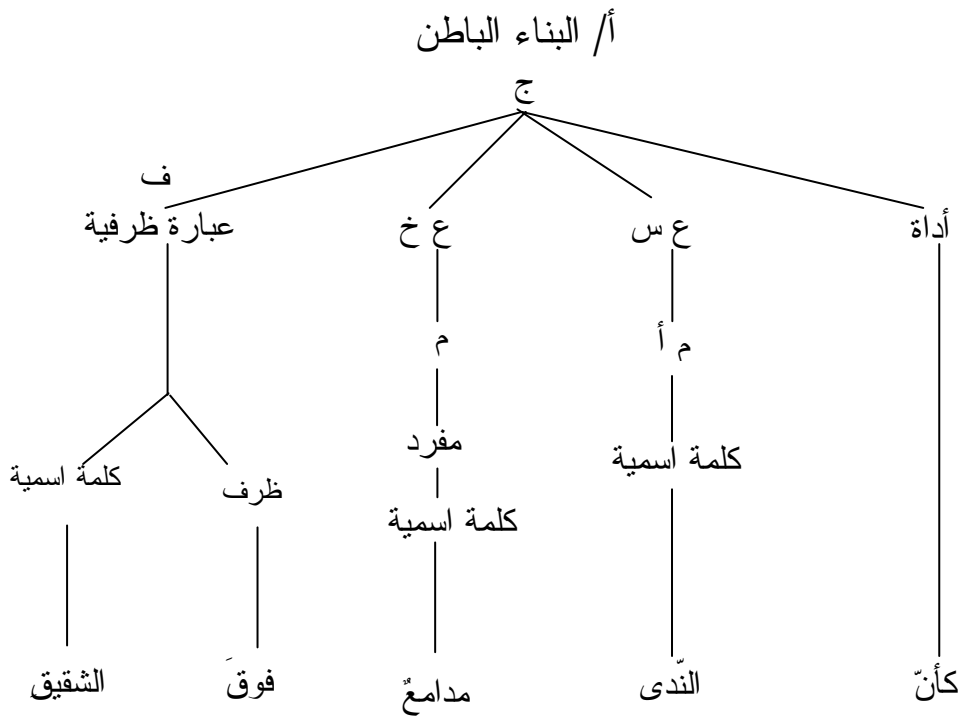 أ/ البناء الباطن
ج
ف
أداة ع س ع خ عبارة ظرفية
م أ م
كلمة اسمية مفرد ظرف كلمة اسمية
كلمة اسمية
كأنّ النّدى مدامعٌ فوقَ الشقيقِ